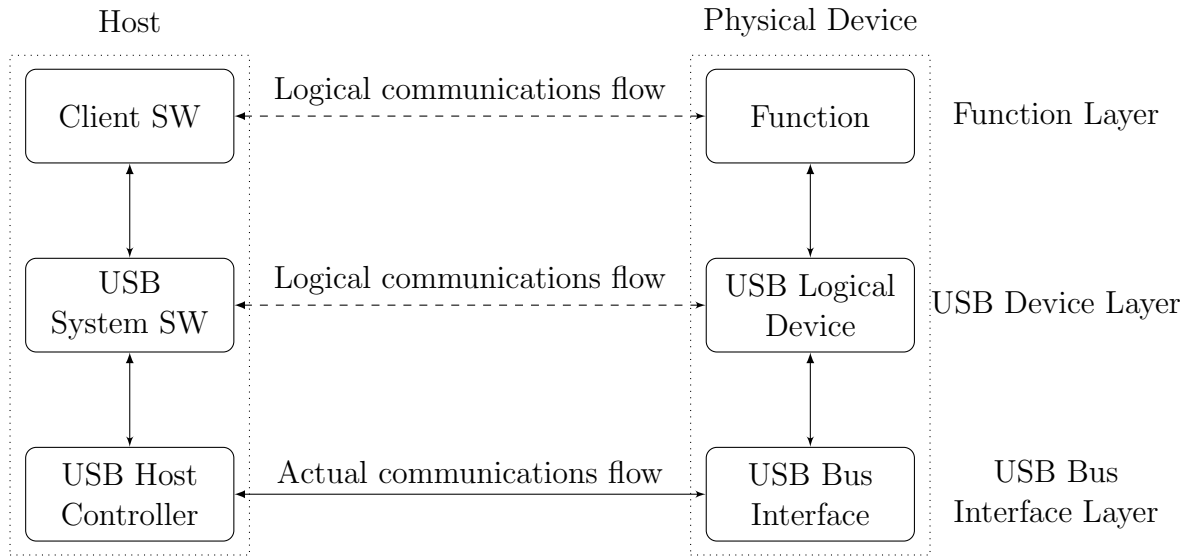 Host
Physical Device
Client SW
Logical communications flow
Function
Function Layer
USB
System SW
Logical communications flow
USB Logical
Device
USB Device Layer
USB Host
Controller
Actual communications flow
USB Bus
Interface
USB Bus
Interface Layer